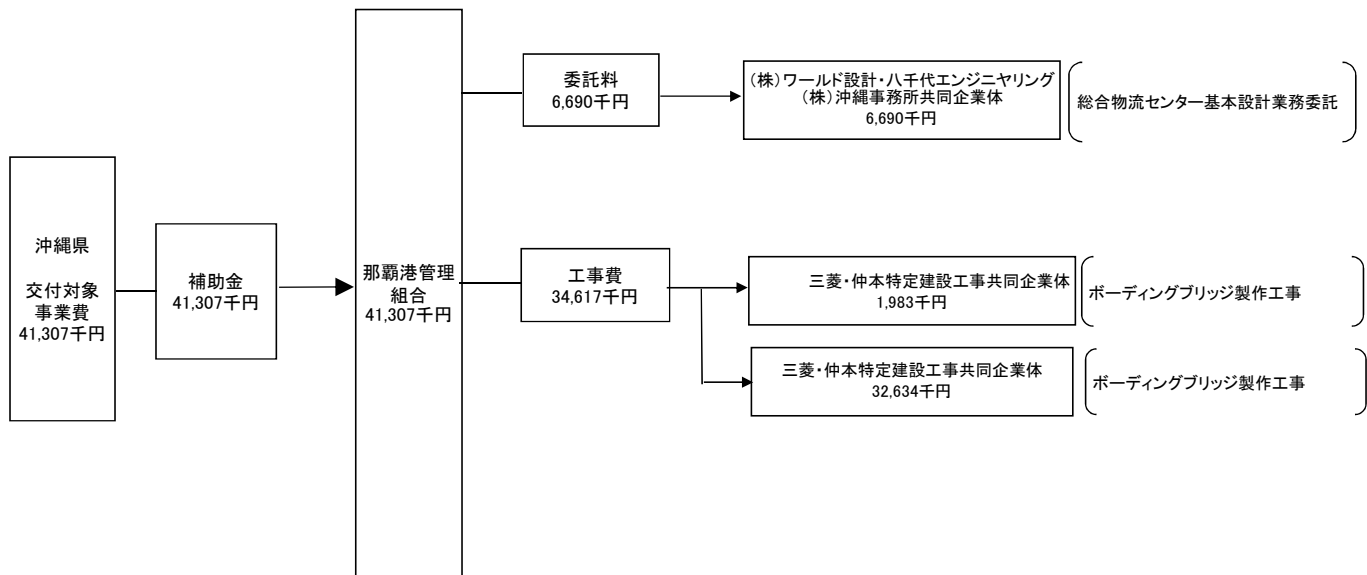 沖縄県
交付対象
事業費
41,307千円
補助金
41,307千円
那覇港管理
組合
41,307千円
委託料
6,690千円
(株)ワールド設計・八千代エンジニヤリング
(株)沖縄事務所共同企業体
6,690千円
総合物流センター基本設計業務委託
工事費
34,617千円
三菱・仲本特定建設工事共同企業体
1,983千円
ボーディングブリッジ製作工事
三菱・仲本特定建設工事共同企業体
32,634千円
ボーディングブリッジ製作工事